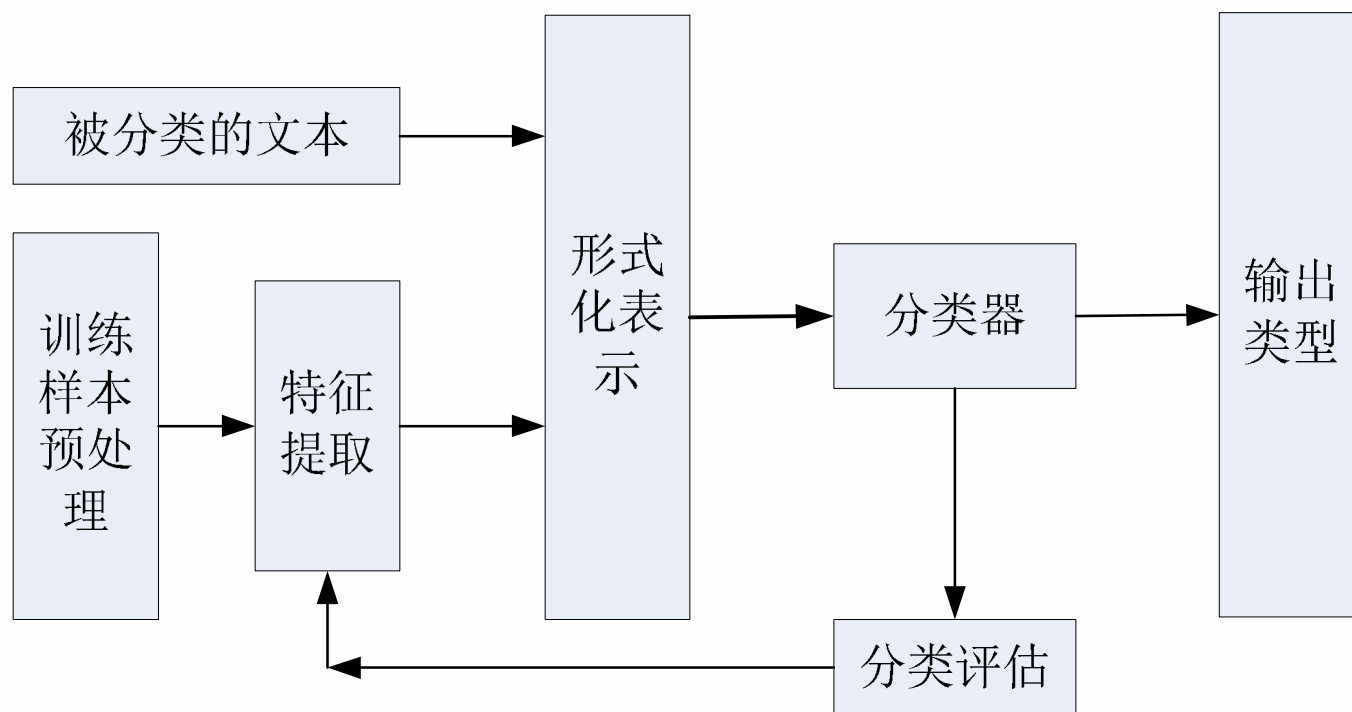 被分类的文本
训练
样本
预处
理
特征
提取
形式
化表
示
分类器
分类评估
输出
类型